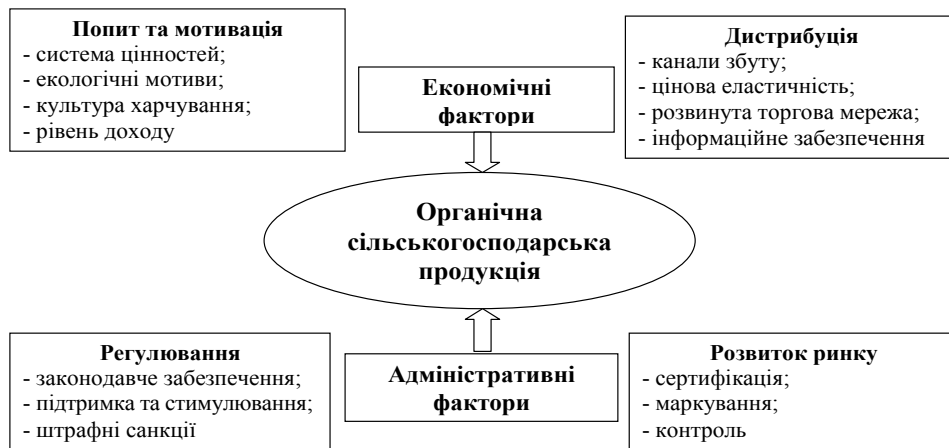 Попит та мотивація
- система цінностей;
- екологічні мотиви;
- культура харчування;
- рівень доходу
Економічні
фактори
Дистрибуція
- канали збуту;
- цінова еластичність;
- розвинута торгова мережа;
- інформаційне забезпечення
Органічна
сільськогосподарська
продукція
Регулювання
- законодавче забезпечення;
- підтримка та стимулювання;
- штрафні санкції
Адміністративні
фактори
Розвиток ринку
- сертифікація;
- маркування;
- контроль